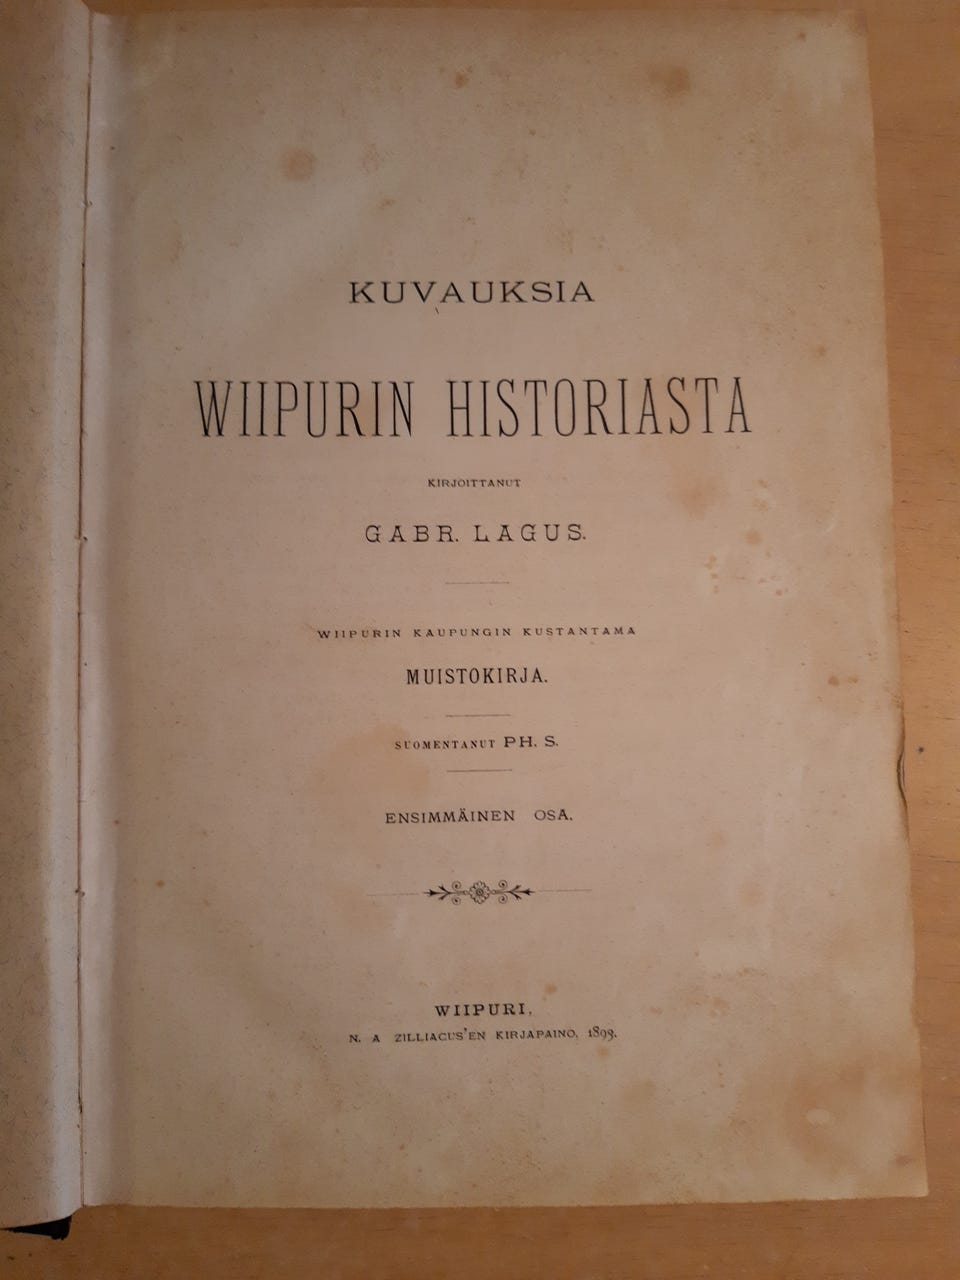 KUVAUKSIA
WIIPURIN HISTORIASTA
KIRJOITTANUT
GABR. LAGUS.
WIIPURIN KAUPUNGIN KUSTANTAMA
MUISTOKIRJA.
SUOMENTANUT PH. S.
ENSIMMÄINEN OSA.
WIIPURI,
N. A ZILLIACUS'EN KIRJAPAINO, 1893.